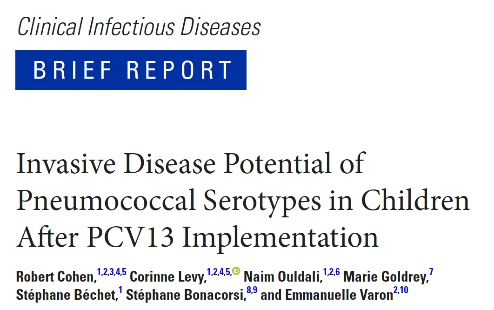 Clinical Infectious Diseases
BRIEF REPORT
Invasive Disease Potential of
Pneumococcal Serotypes in Children
After PCV13 Implementation
Robert Cohen,1,2,3,4,5 Corinne Levy,1,2,4,5, Naim Ouldali,1,2,6 Marie Goldrey,7
Stéphane Béchet,1 Stéphane Bonacorsi,8,9 and Emmanuelle Varon2,10